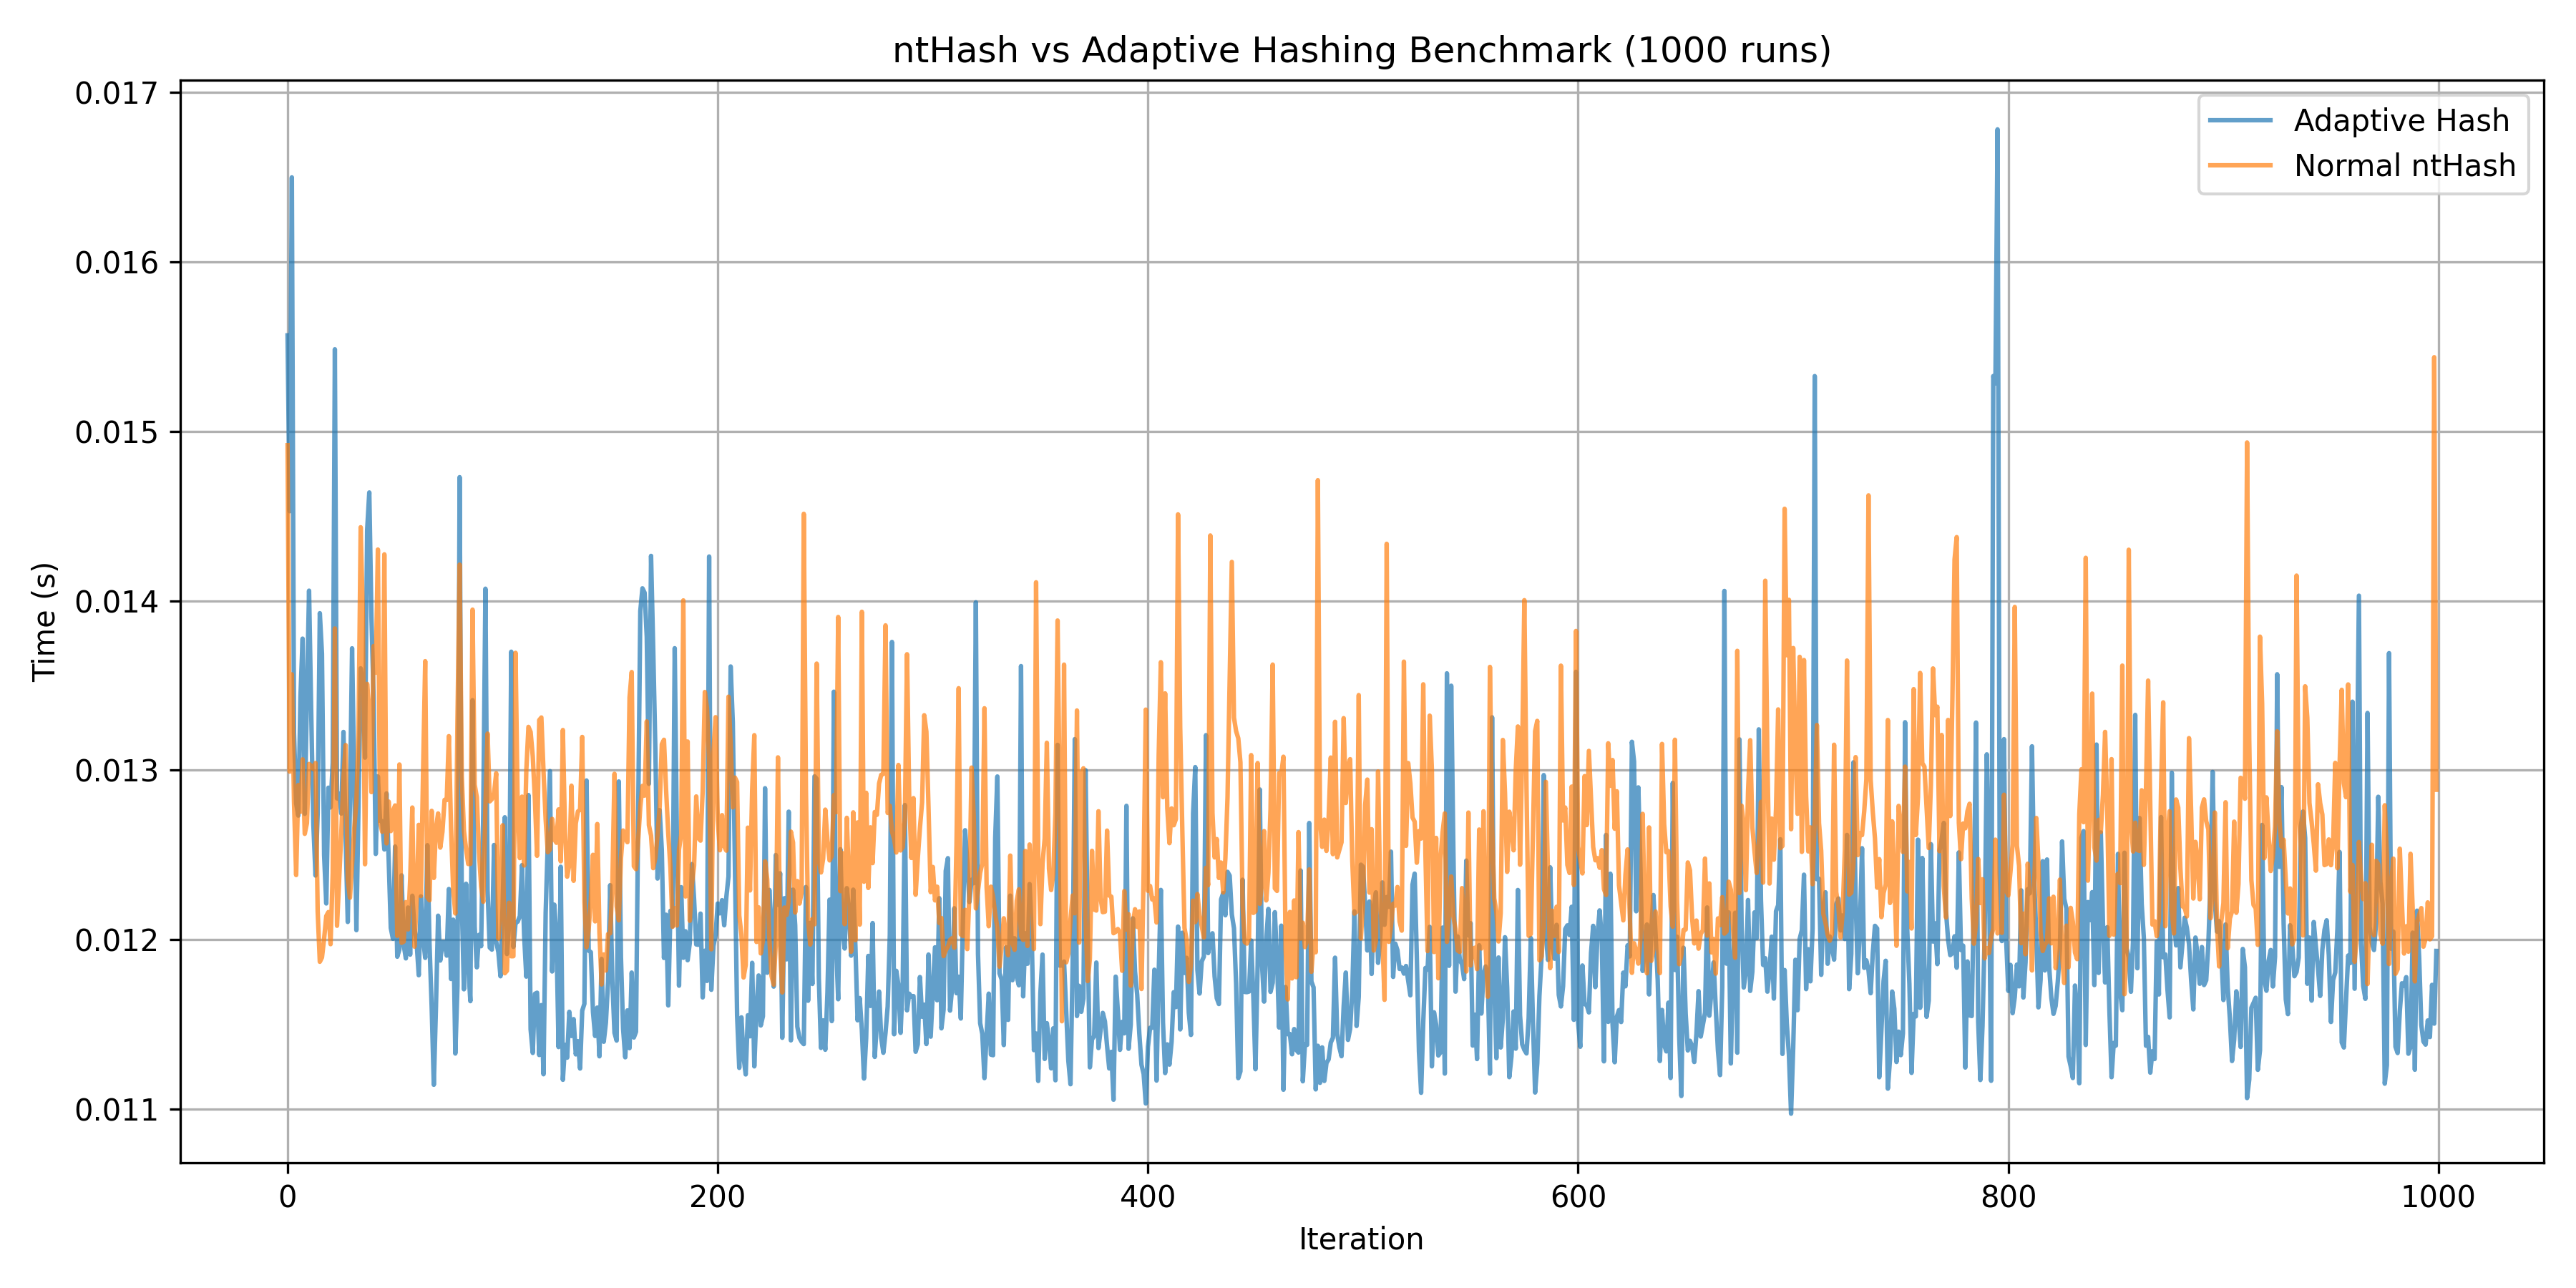 ntHash vs Adaptive Hashing Benchmark (1000 runs)
Adaptive Hash
Normal ntHash
Time (s)
0.017
0.016
0.015
0.014
0.013
0.012
0.011
0 200 400 600 800 1000
Iteration